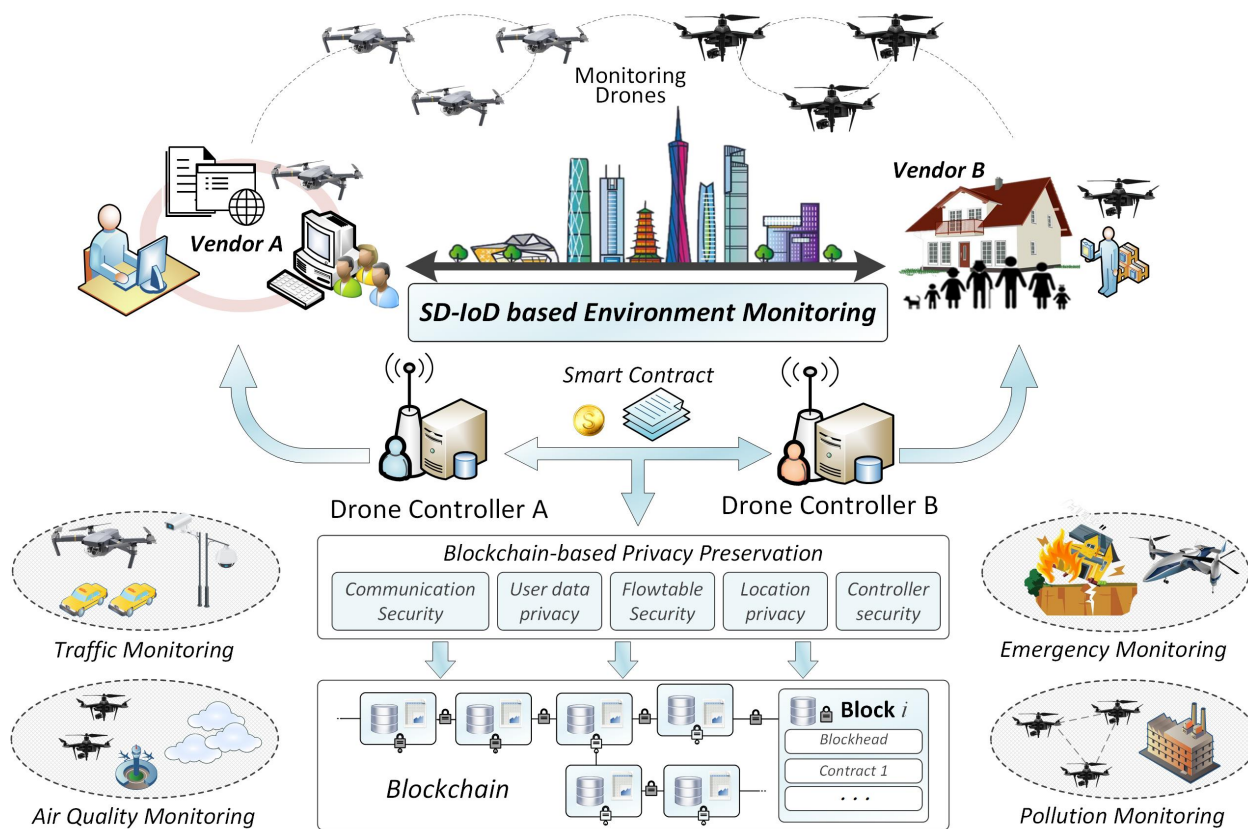 Monitoring
Drones
Vendor A
Vendor B
SD-IoD based Environment Monitoring
Smart Contract
Drone Controller A
Drone Controller B
Blockchain-based Privacy Preservation
Communication
Security
User data
privacy
Flowtable
Security
Location
privacy
Controller
security
Traffic Monitoring
Emergency Monitoring
Block i
Blockhead
Contract 1
. . .
Blockchain
Air Quality Monitoring
Pollution Monitoring